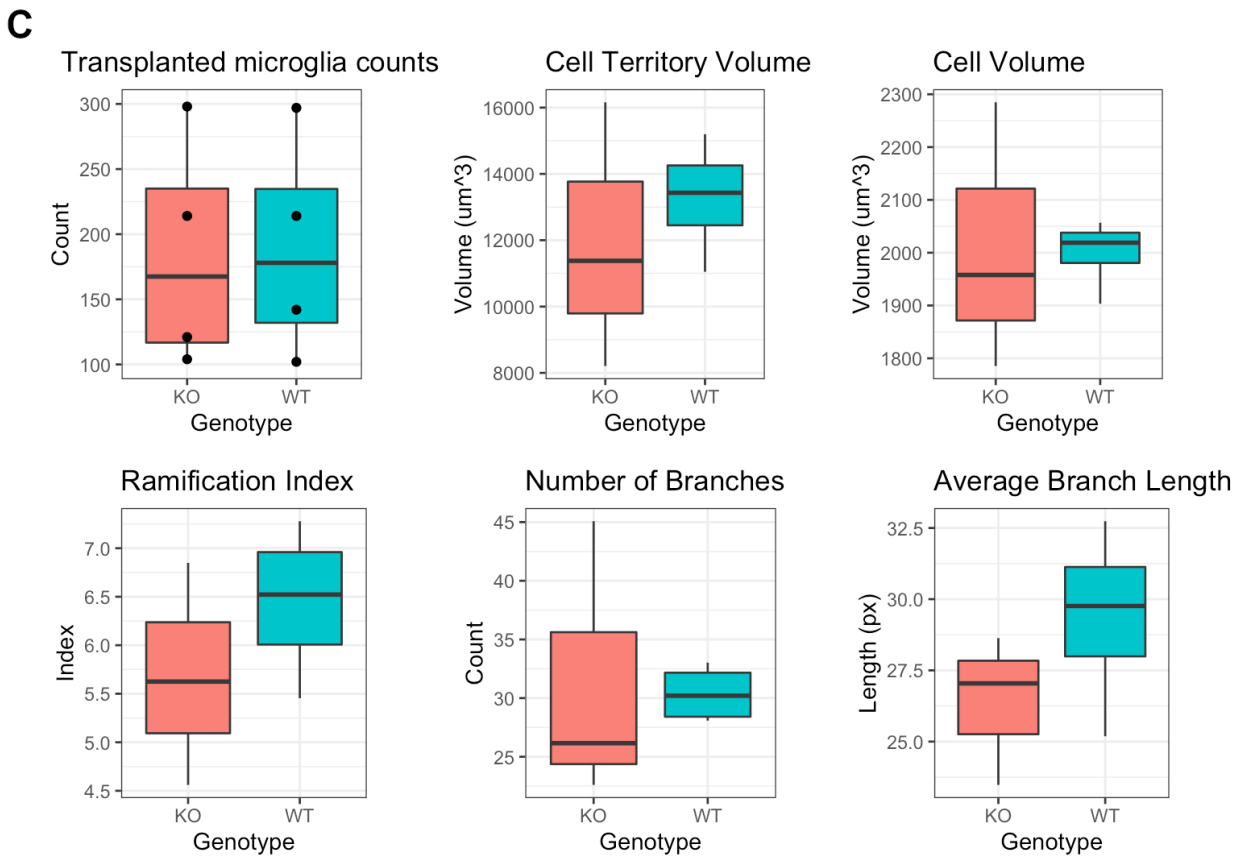 C
Transplanted microglia counts
Count
300
250
200
150
100
KO WT
Genotype
Cell Territory Volume
Volume (um^3)
16000
14000
12000
10000
8000
KO WT
Genotype
Cell Volume
Volume (um^3)
2300
2200
2100
2000
1900
1800
KO WT
Genotype
Ramification Index
Index
7.0
6.5
6.0
5.5
5.0
4.5
KO WT
Genotype
Number of Branches
Count
45
40
35
30
25
KO WT
Genotype
Average Branch Length
Length (px)
32.5
30.0
27.5
25.0
KO WT
Genotype